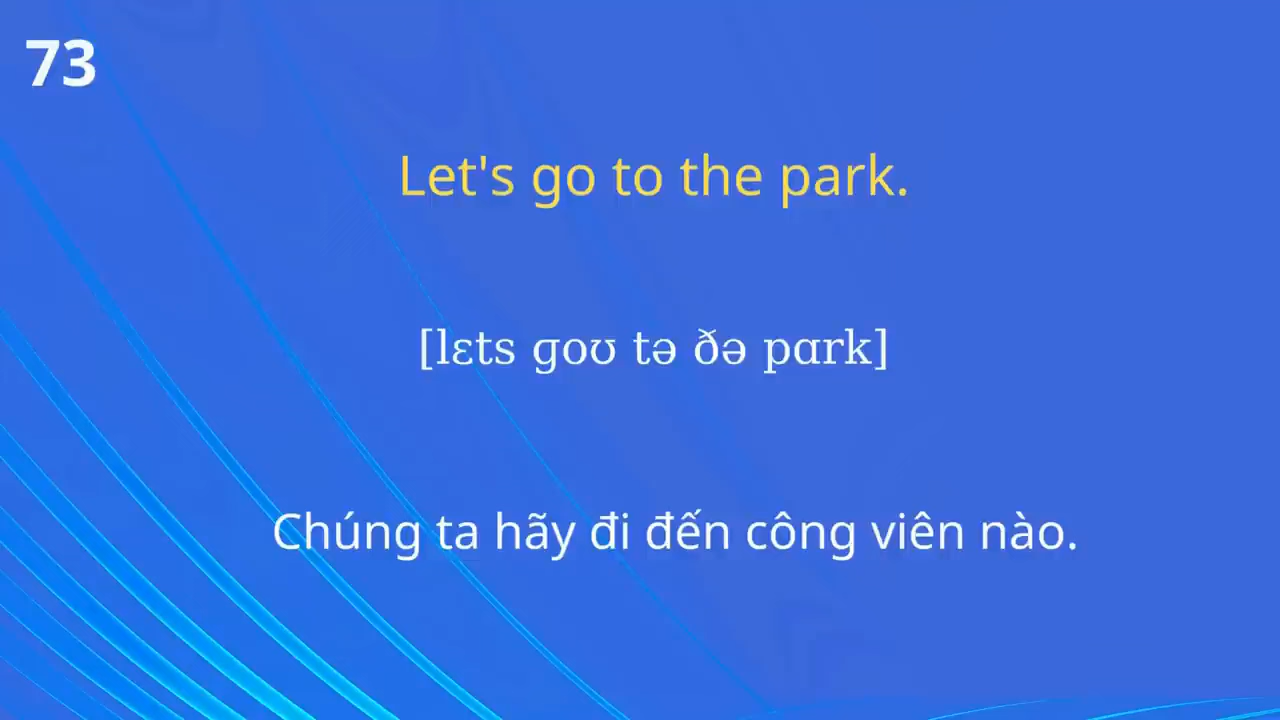 73
Let's go to the park.
[lɛts ɡoʊ tə ðə pɑrk]
Chúng ta hãy đi đến công viên nào.